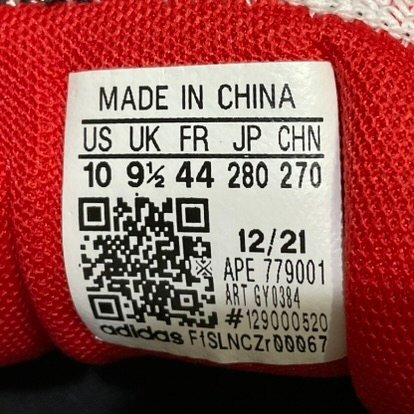 MADE IN CHINA
US UK FR JP CHN
10 9½ 44 280 270
12/21
APE 779001
ART GY0384
#129000520
adidas FtSLNCZr00067